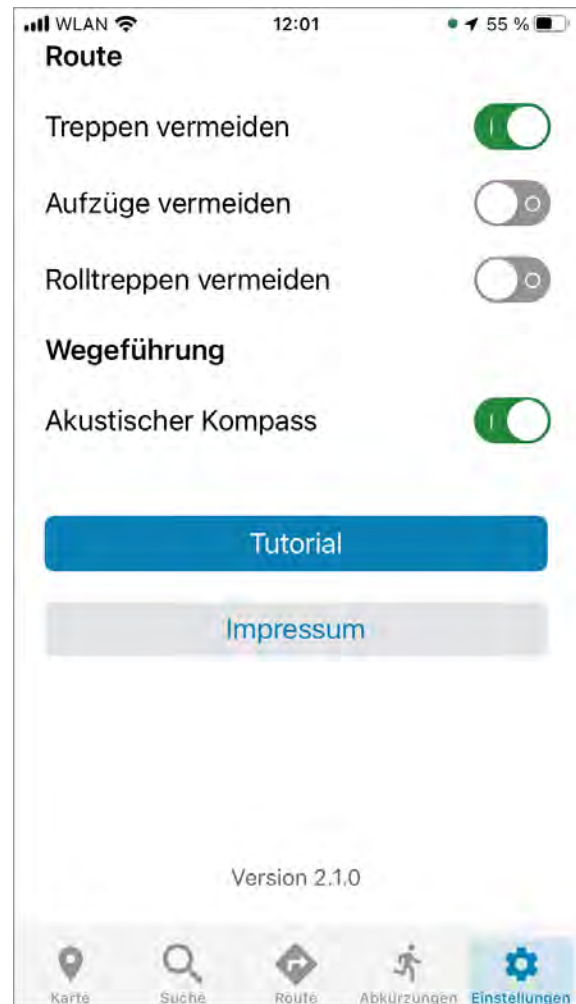 WLAN 12:01 55 %
Route
Treppen vermeiden
Aufzüge vermeiden
Rolltreppen vermeiden
Wegeführung
Akustischer Kompass
Tutorial
Impressum
Version 2.1.0
Karte Suche Route Abkürzungen Einstellungen